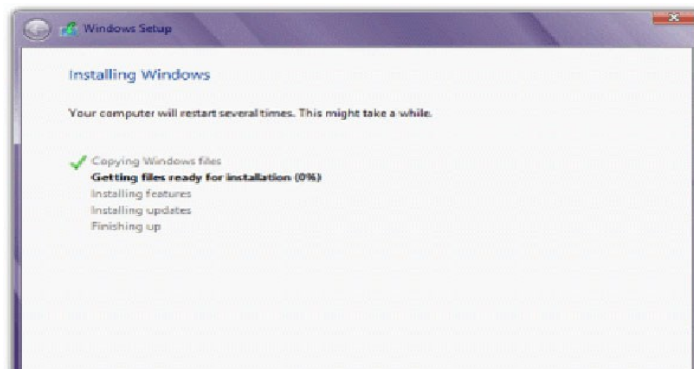 Windows Setup
Installing Windows
Your computer will restart several times. This might take a while.
Copying Windows files
Getting files ready for installation (0%)
Installing features
Installing updates
Finishing up